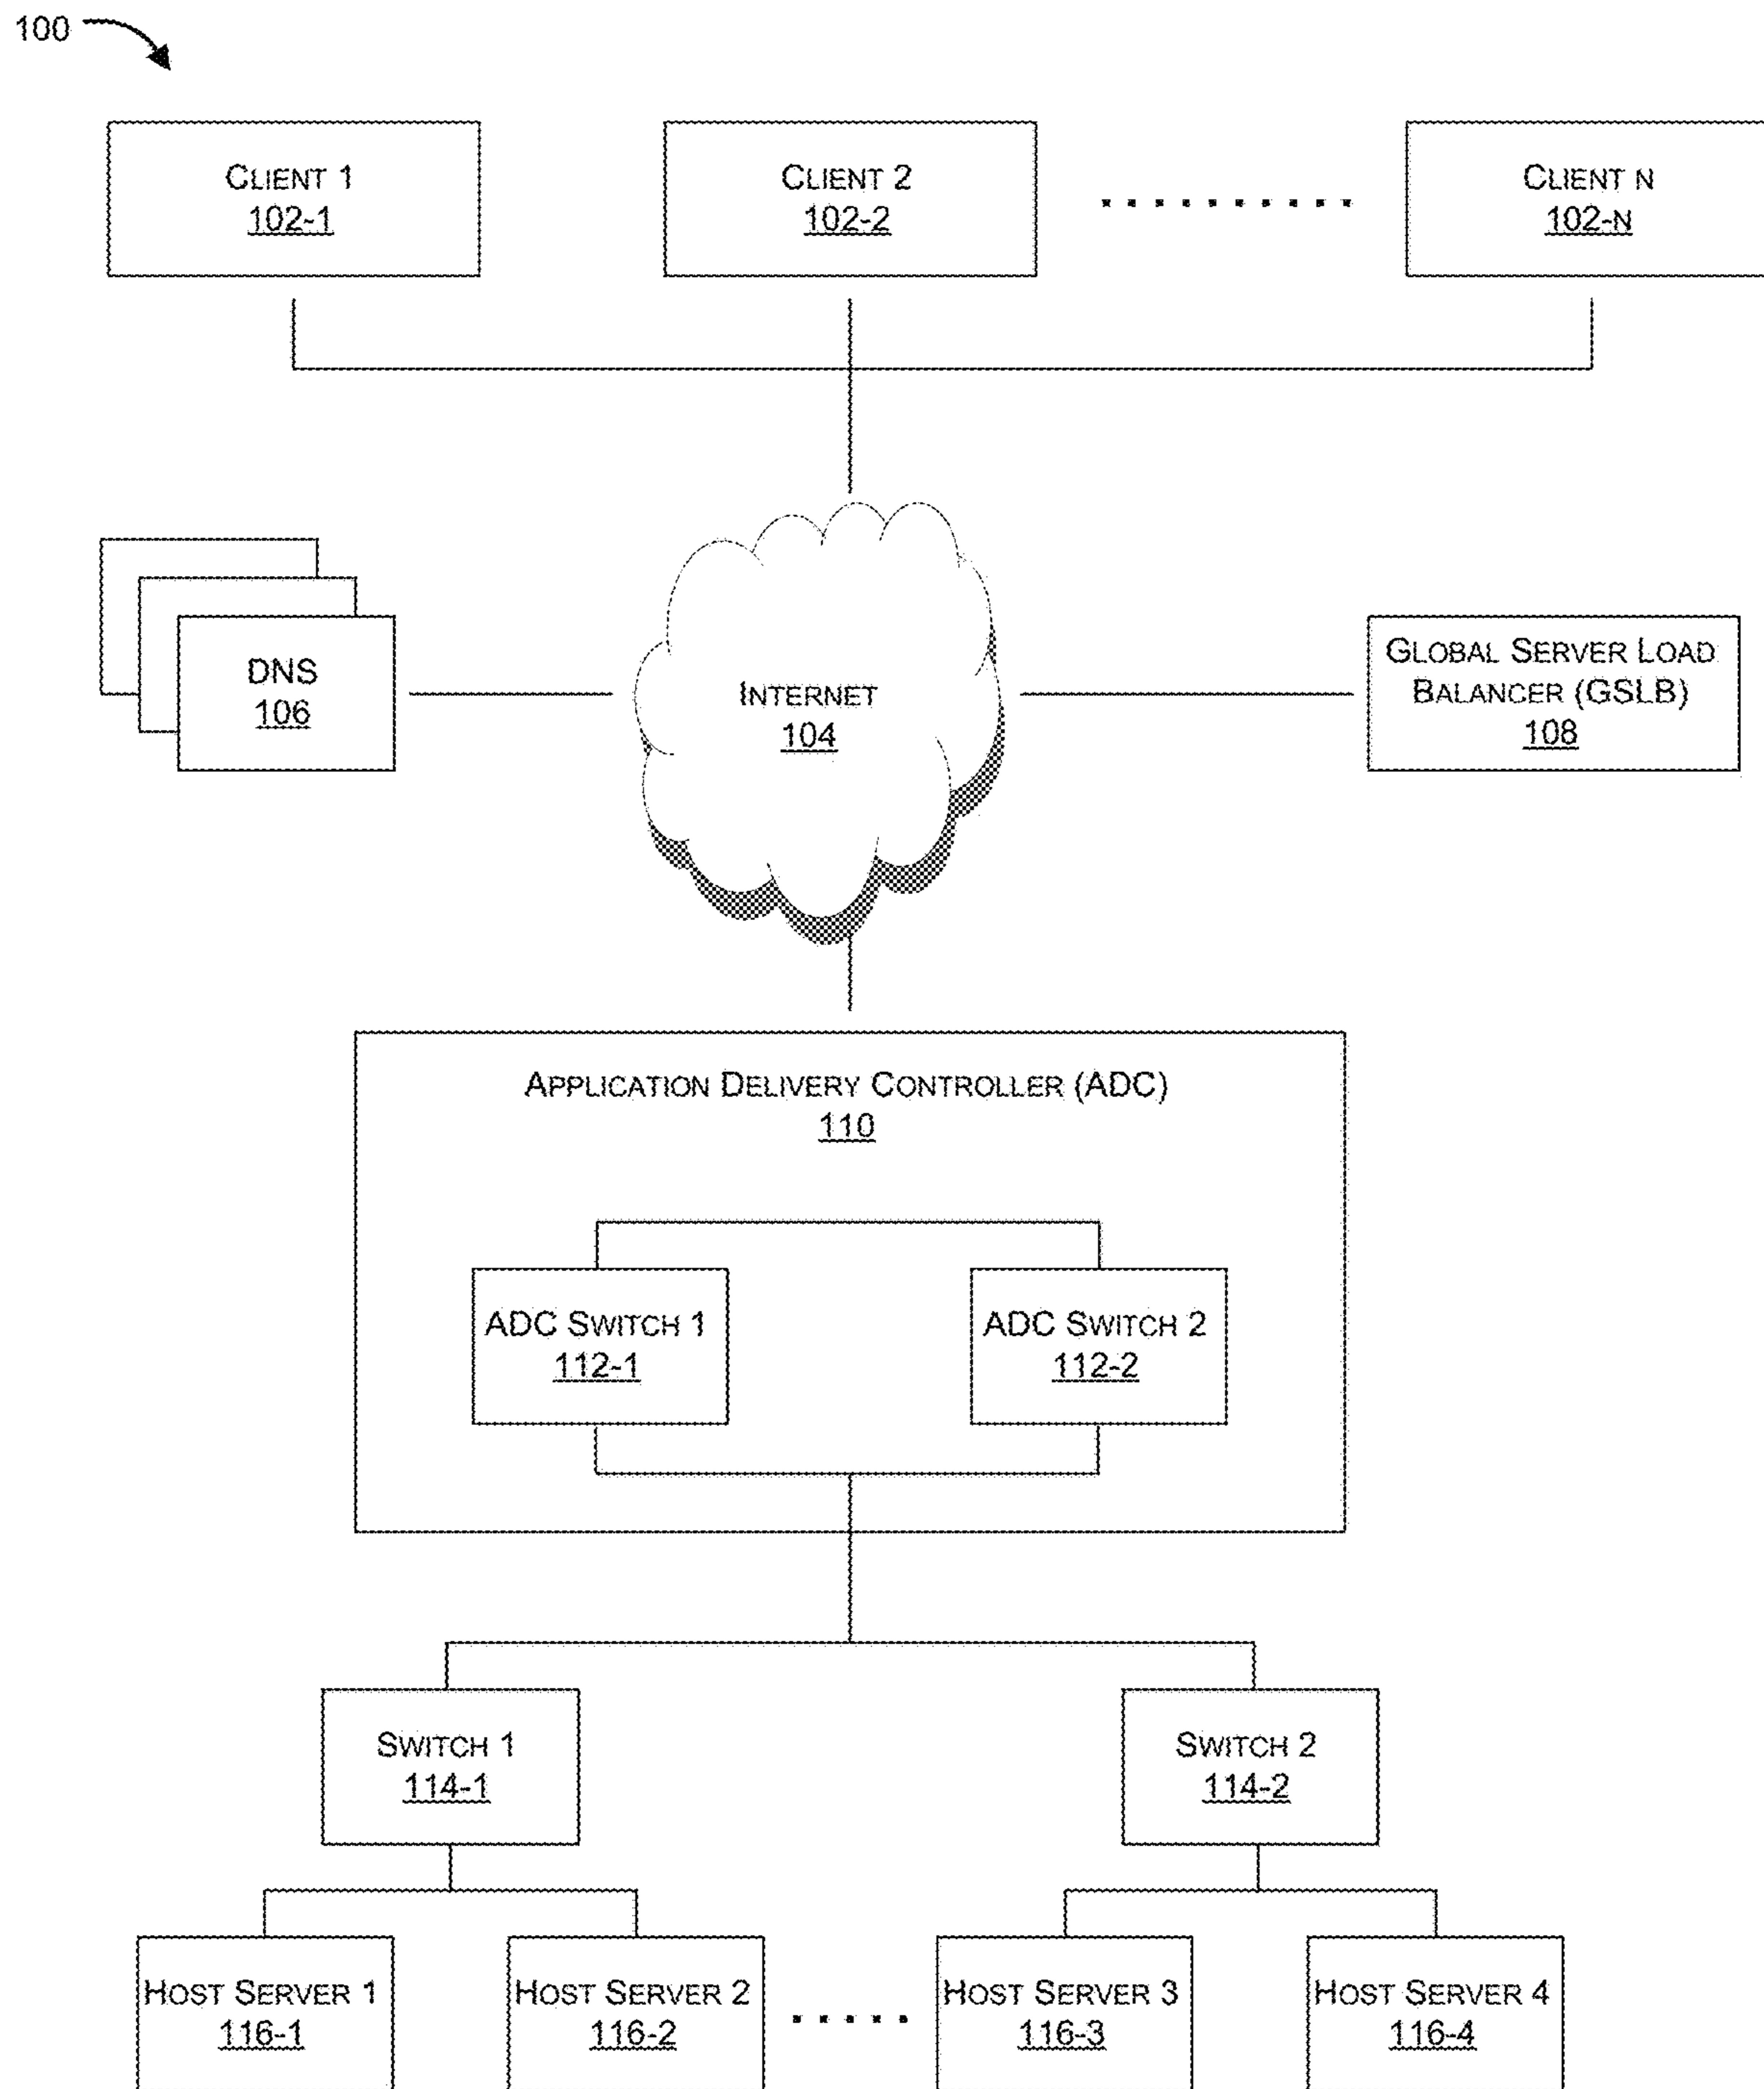 100
CLIENT 1
102-1
CLIENT 2
102-2
CLIENT N
102-N
DNS
106
INTERNET
104
GLOBAL SERVER LOAD
BALANCER (GSLB)
108
APPLICATION DELIVERY CONTROLLER (ADC)
110
ADC SWITCH 1
112-1
ADC SWITCH 2
112-2
SWITCH 1
114-1
SWITCH 2
114-2
HOST SERVER 1
116-1
HOST SERVER 2
116-2
HOST SERVER 3
116-3
HOST SERVER 4
116-4